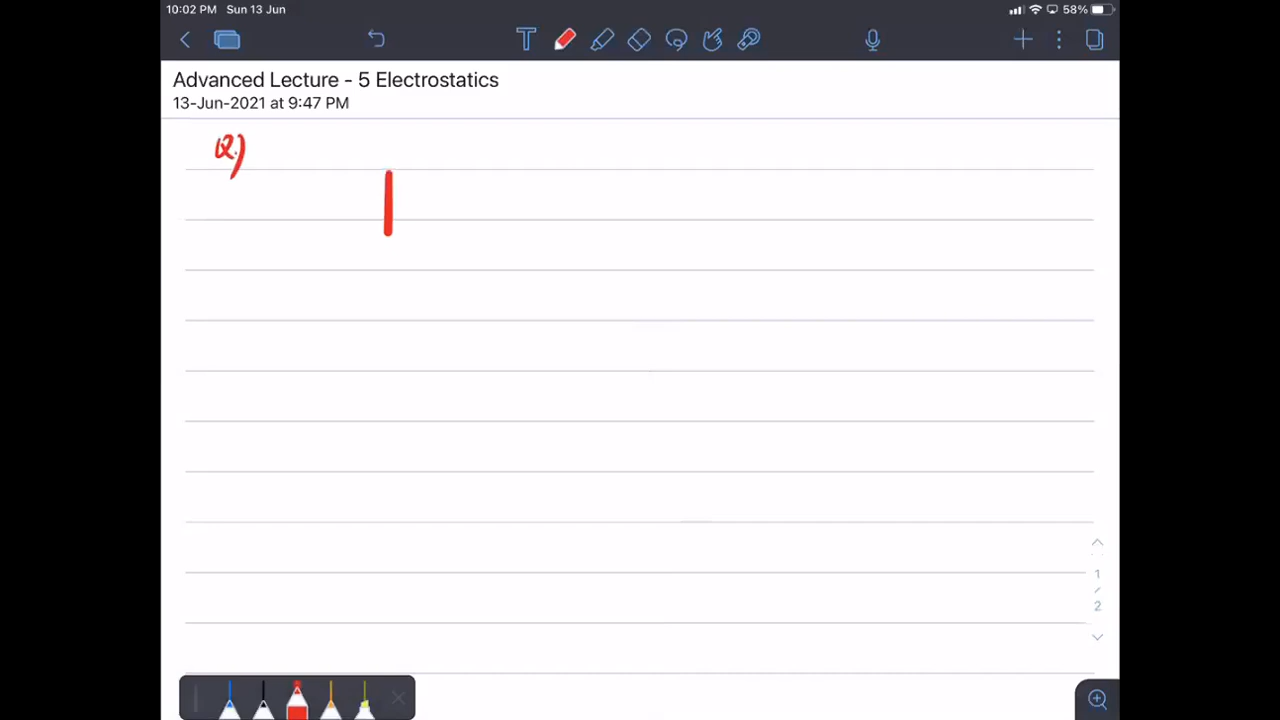 10:02 PM Sun 13 Jun 58%
T
Advanced Lecture - 5 Electrostatics
13-Jun-2021 at 9:47 PM
Q)
1
2